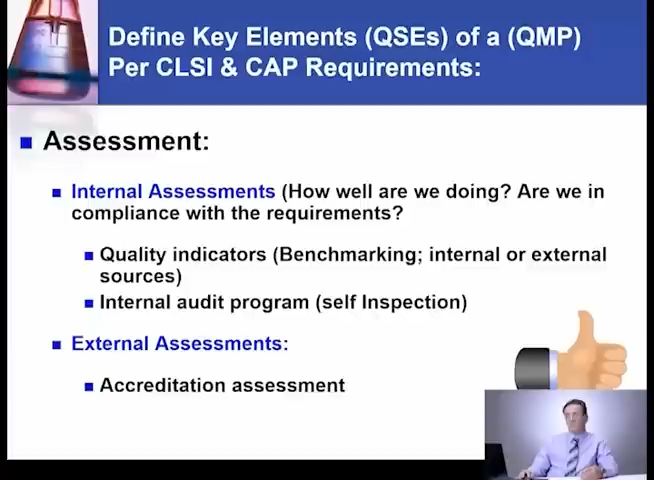 Define Key Elements (QSEs) of a (QMP)
Per CLSI & CAP Requirements:
Assessment:
Internal Assessments (How well are we doing? Are we in
compliance with the requirements?
Quality indicators (Benchmarking; internal or external
sources)
Internal audit program (self Inspection)
External Assessments:
Accreditation assessment